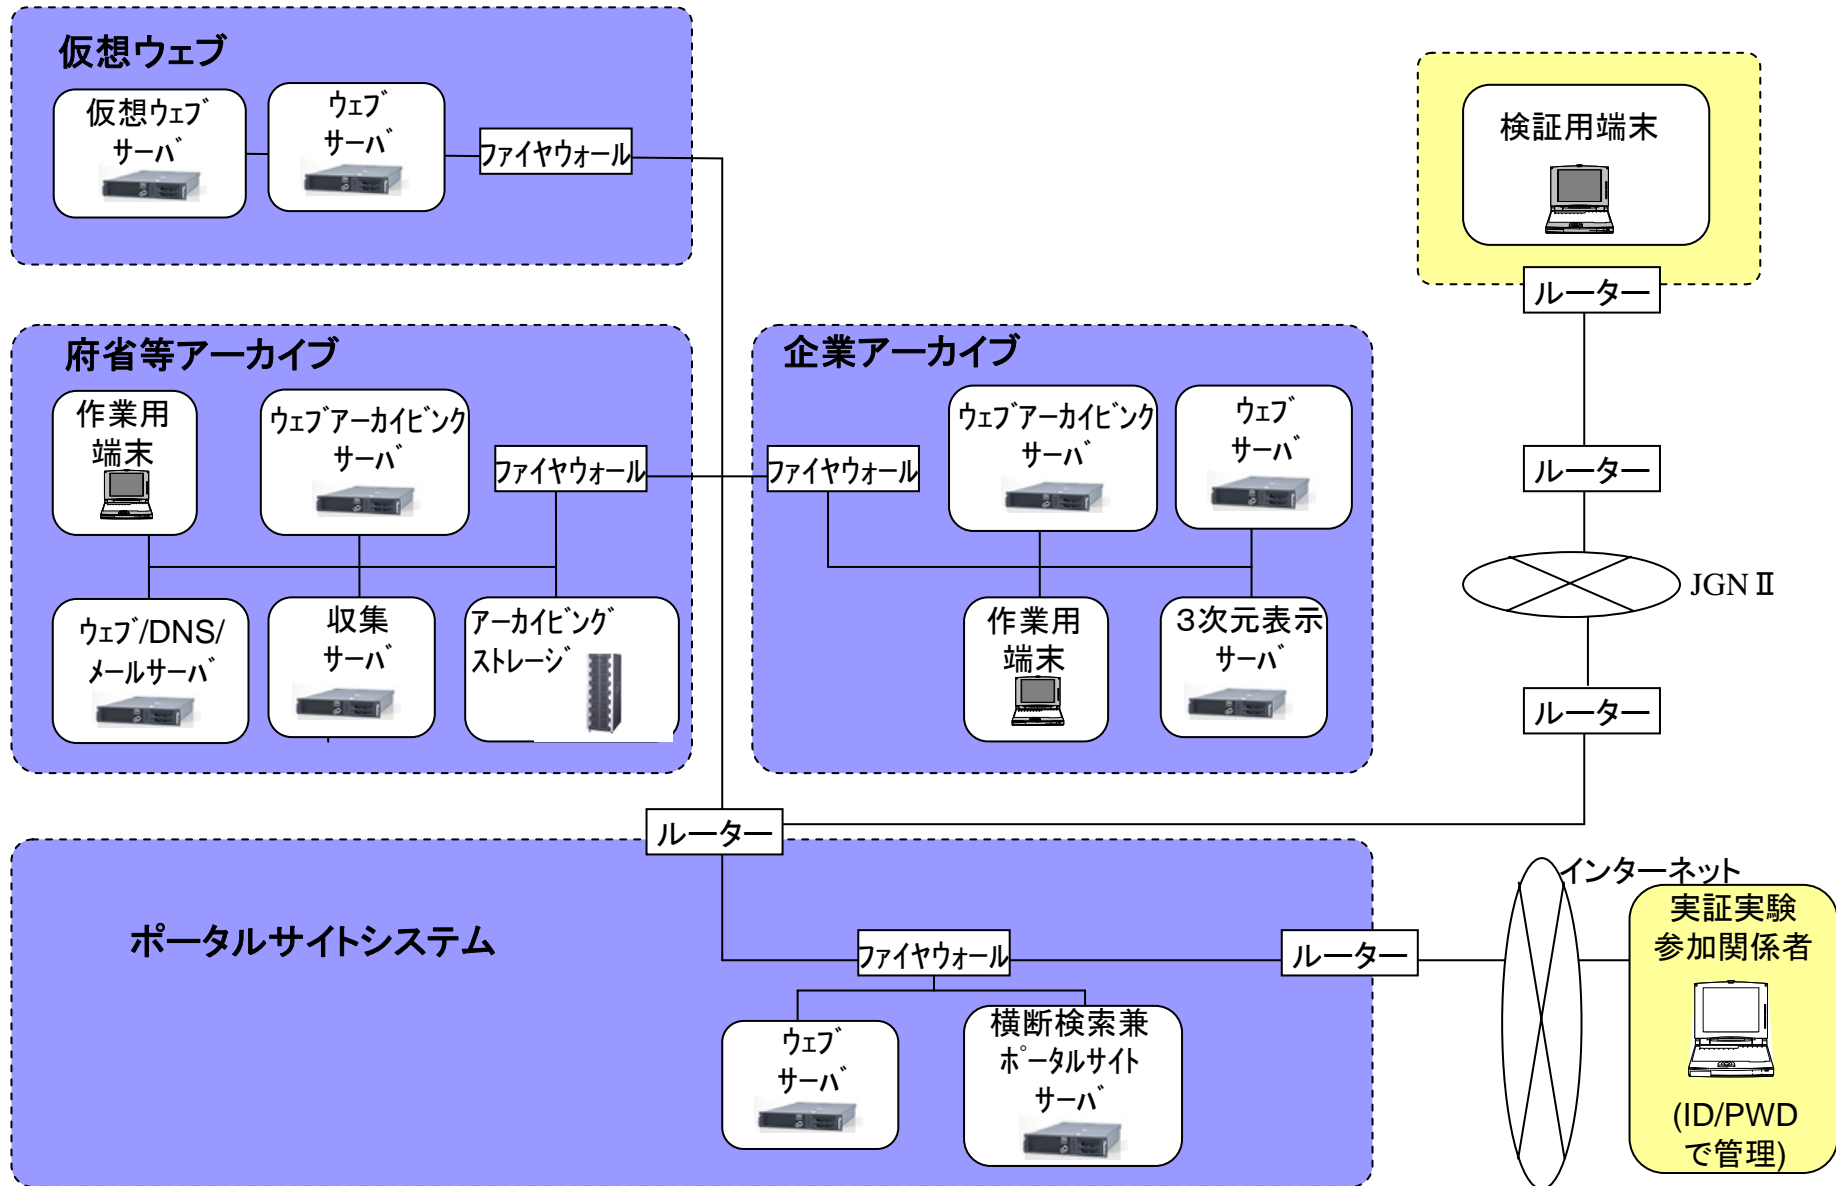 仮想ウェブ
仮想ウェブ
サーバ
ウェブ
サーバ
ファイヤウォール
検証用端末
ルーター
府省等アーカイブ
作業用
端末
ウェブアーカイビンク
サーバ
ファイヤウォール
ウェブ/DNS/
メールサーバ
収集
サーバ
アーカイビング
ストレージ
企業アーカイブ
ファイヤウォール
ウェブアーカイビンク
サーバ
ウェブ
サーバ
作業用
端末
3次元表示
サーバ
ルーター
JGNⅡ
ルーター
ルーター
ポータルサイトシステム
ファイヤウォール
ルーター
ウェブ
サーバ
横断検索兼
ポータルサイト
サーバ
インターネット
実証実験
参加関係者
(ID/PWD
で管理)